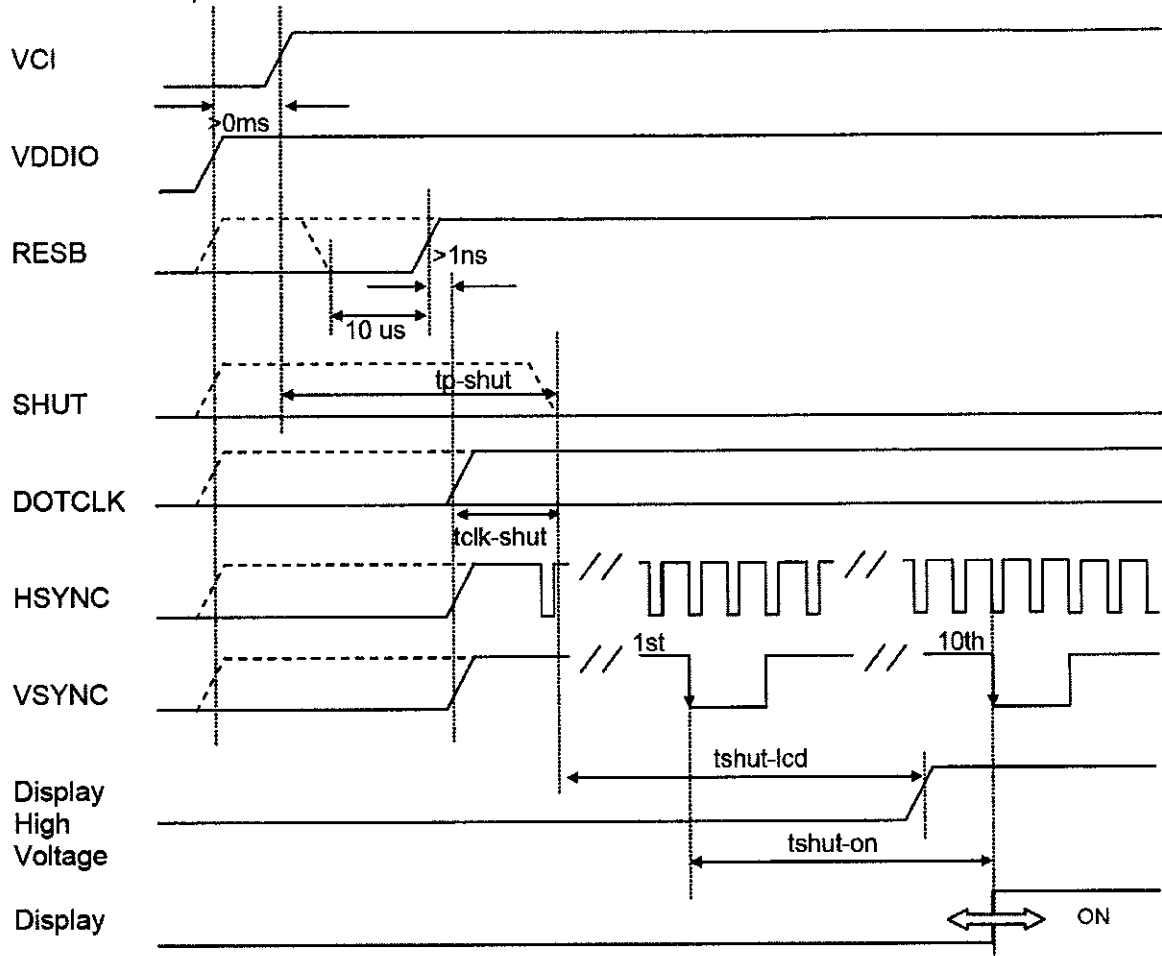 VCI
>0ms
VDDIO
RESB
>1ns
10 us
tp-shut
SHUT
DOTCLK
tclk-shut
HSYNC
1st
10th
VSYNC
tshut-lcd
Display
High
Voltage
tshut-on
Display
ON